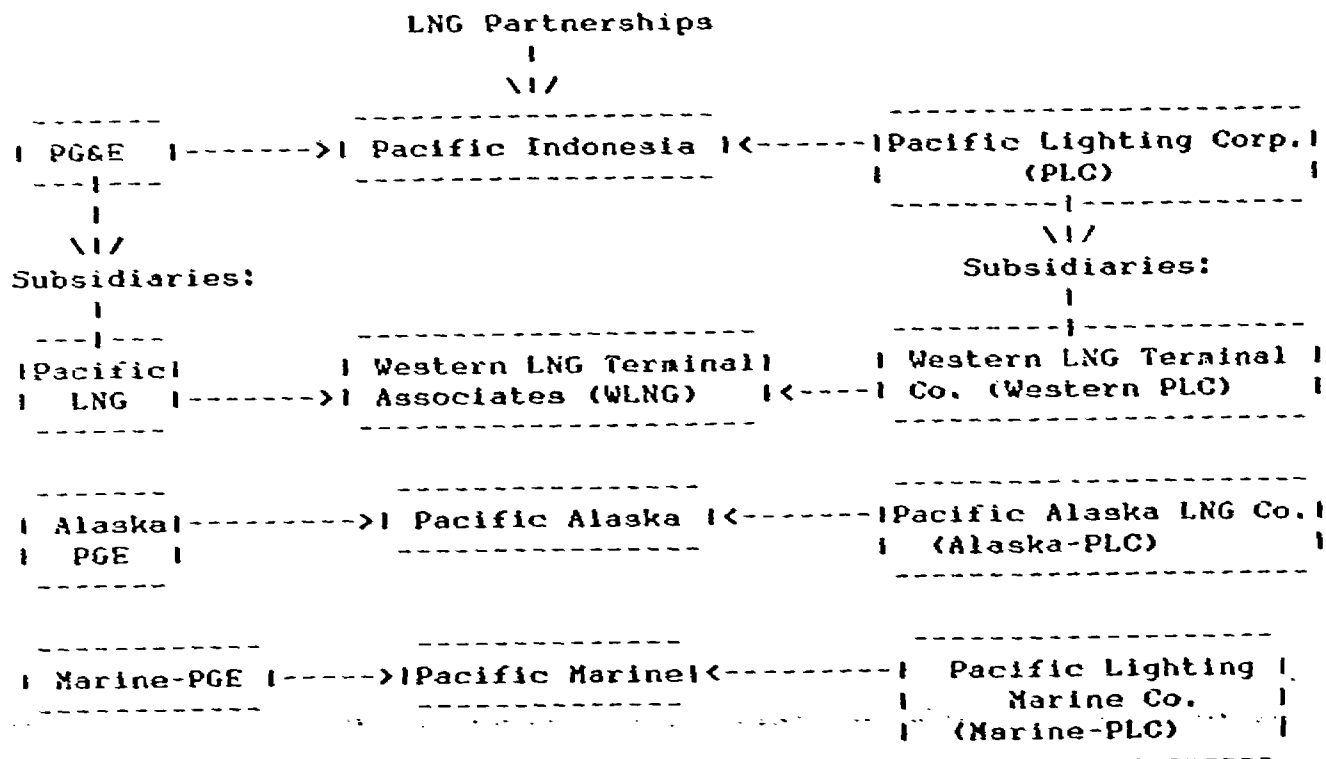 LNG Partnerships
PG&E Pacific Indonesia Pacific Lighting Corp.
(PLC)
Subsidiaries: Subsidiaries:
Pacific Western LNG Terminal Western LNG Terminal
LNG Associates (WLNG) Co. (Western PLC)
Alaska Pacific Alaska Pacific Alaska LNG Co.
PGE (Alaska-PLC)
Marine-PGE Pacific Marine Pacific Lighting
Marine Co.
(Marine-PLC)